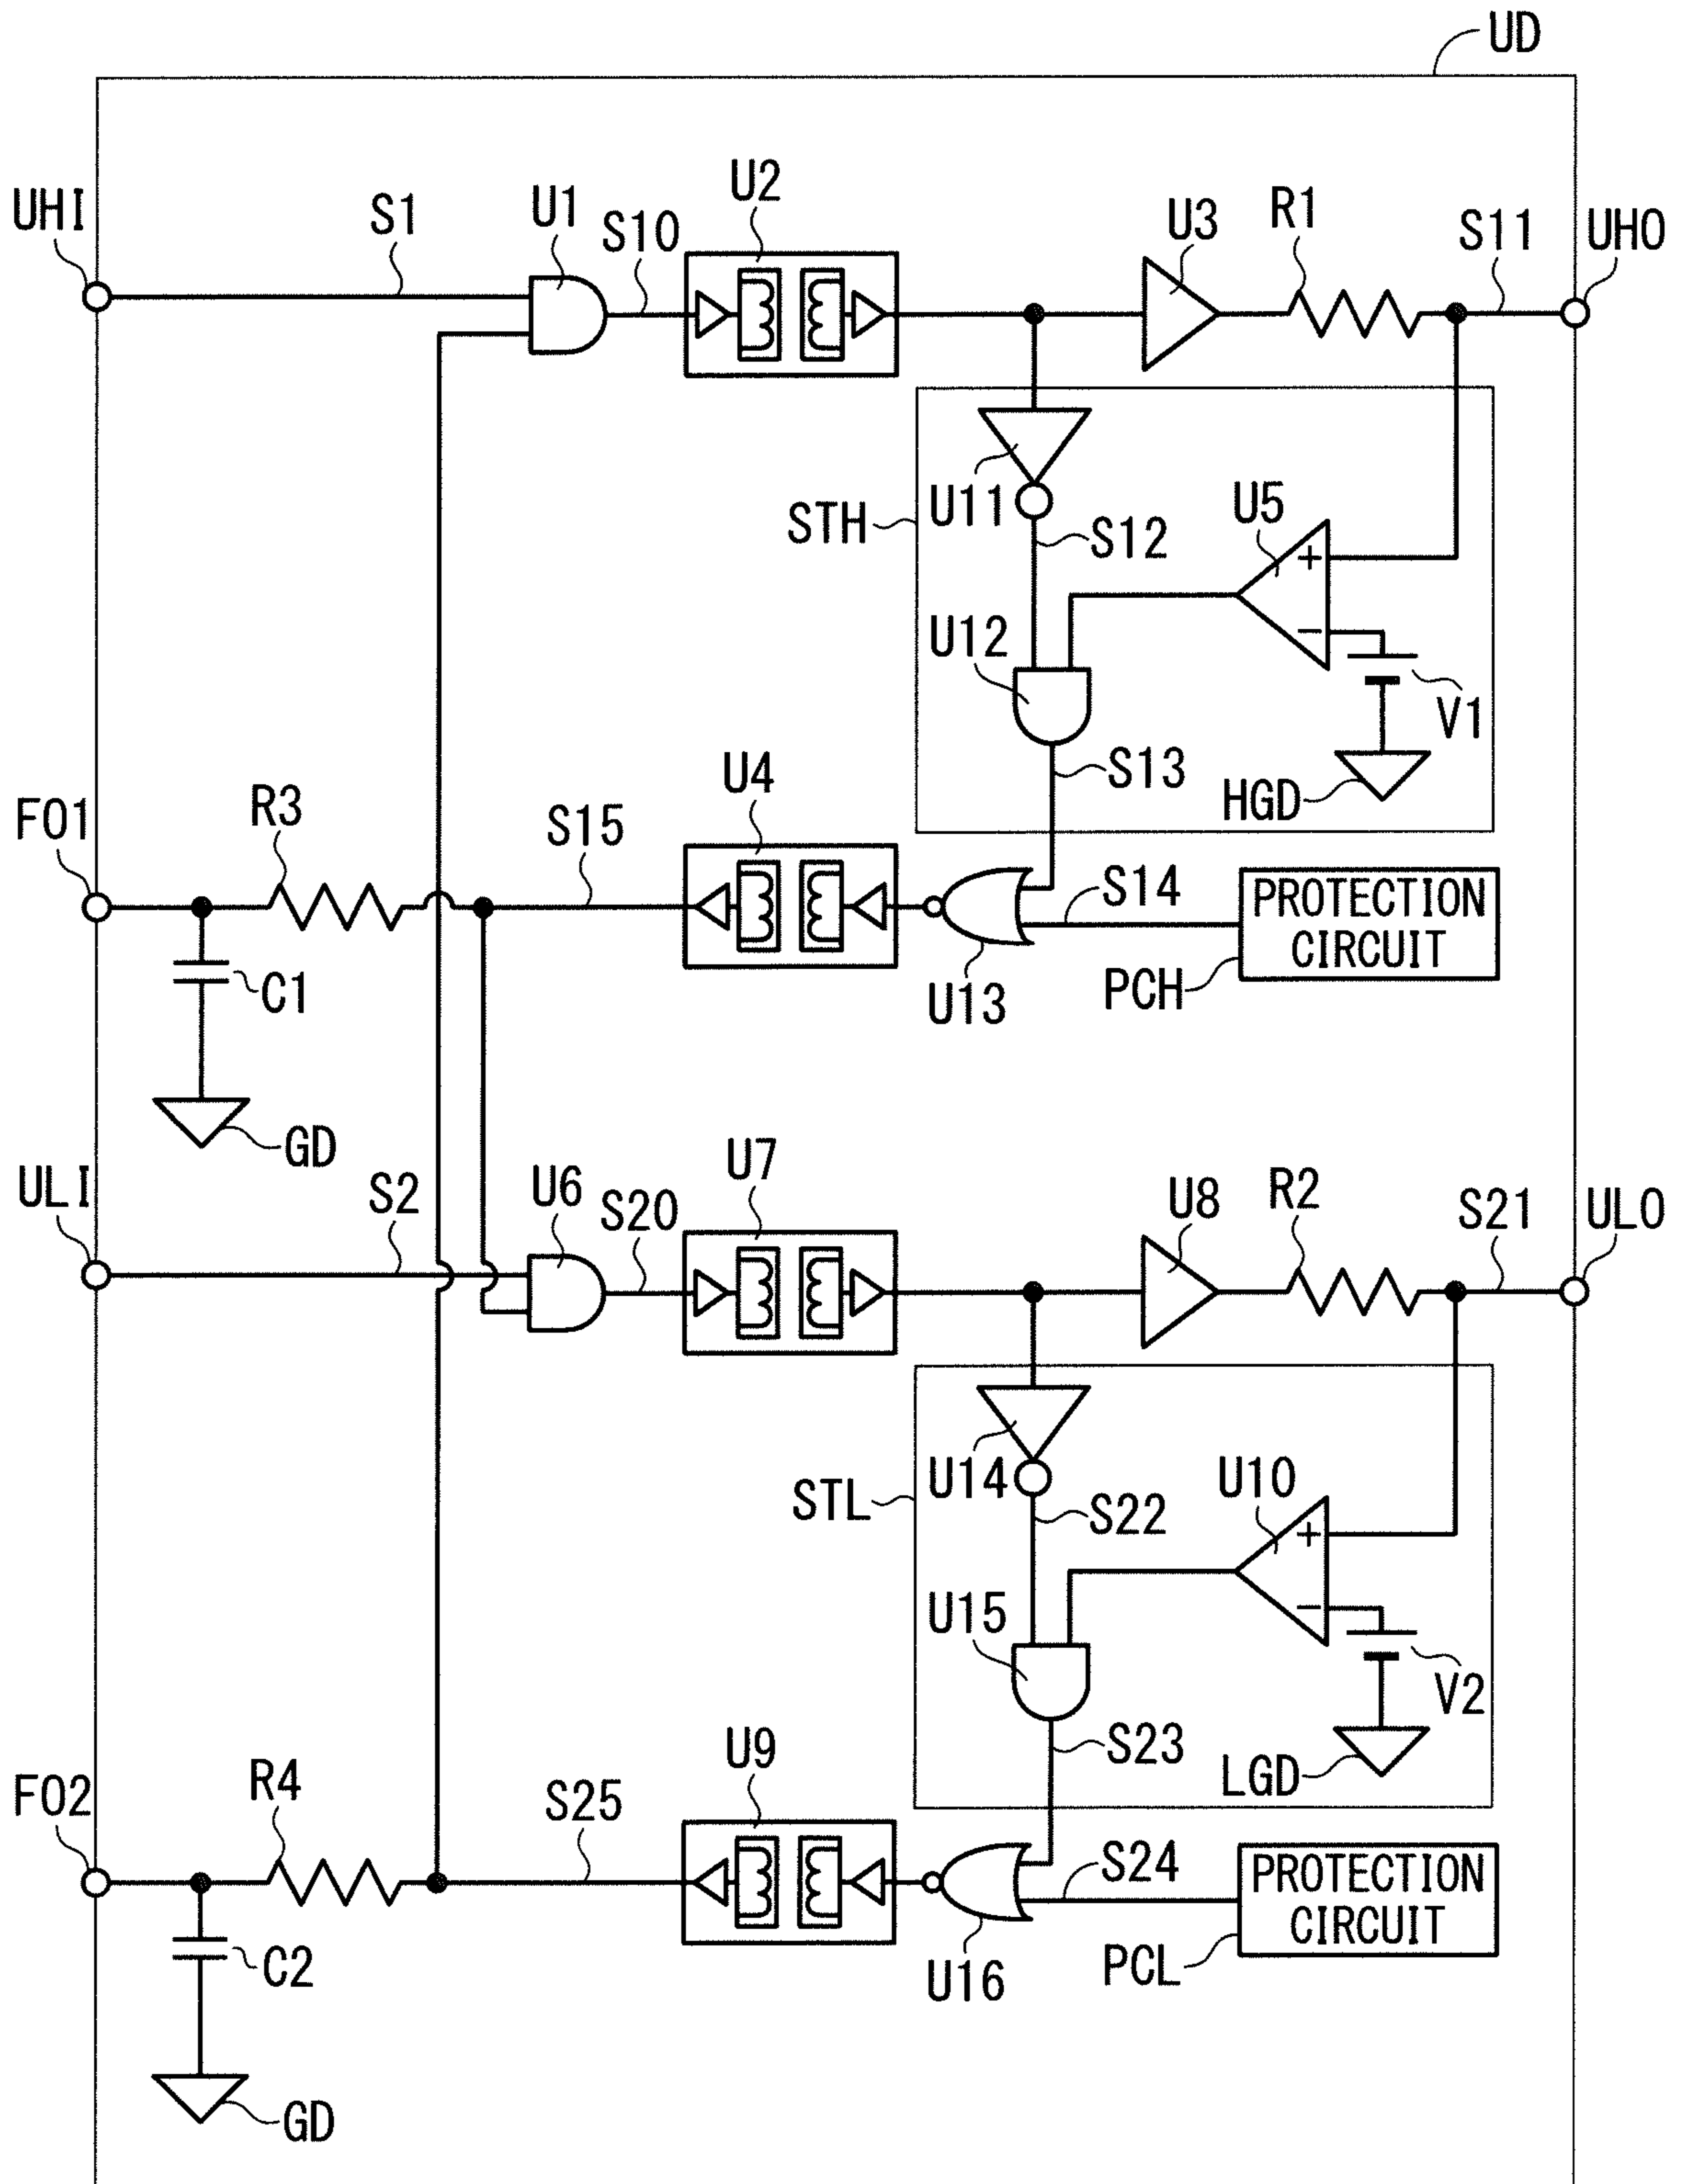 UD
UHI
S1
U1
S10
U2
U3
R1
S11
UHO
U11
STH
S12
U5
+
−
U12
V1
S13
HGD
FO1
R3
S15
U4
S14
PROTECTION
CIRCUIT
PCH
U13
C1
GD
ULI
S2
U6
S20
U7
U8
R2
S21
ULO
U14
STL
S22
U10
+
−
U15
V2
S23
LGD
FO2
R4
S25
U9
S24
PROTECTION
CIRCUIT
PCL
U16
C2
GD